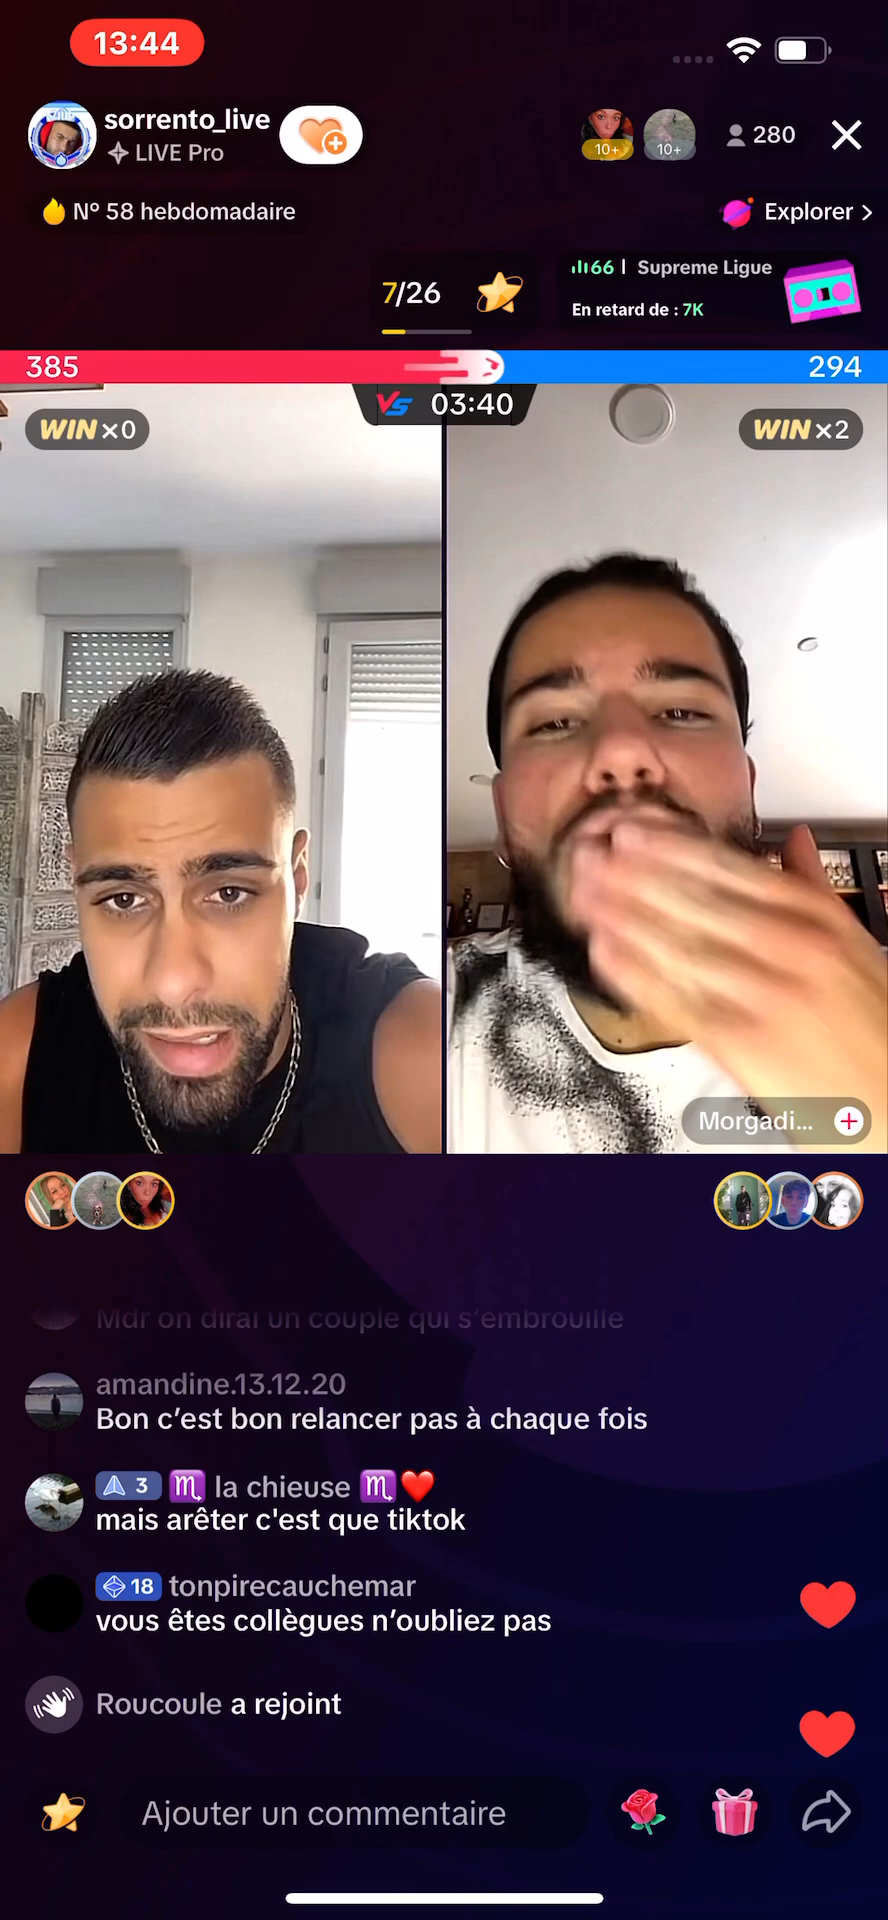 13:44
sorrento_live
LIVE Pro
10+
10+
280
N° 58 hebdomadaire
Explorer >
7/26
66 | Supreme Ligue
En retard de : 7K
385
294
VS 03:40
WIN x0
WIN x2
Morgadi...
Mdr on dirai un couple qui s'embrouille
amandine.13.12.20
Bon c'est bon relancer pas à chaque fois
3 ♏ la chieuse ♏❤️
mais arêter c'est que tiktok
18 tonpirecauchemar
vous êtes collègues n'oubliez pas
Roucoule a rejoint
Ajouter un commentaire